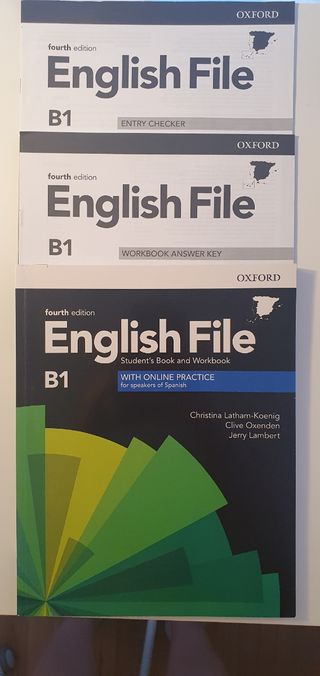 OXFORD
fourth edition
English File
B1
ENTRY CHECKER
OXFORD
fourth edition
English File
B1
WORKBOOK ANSWER KEY
OXFORD
fourth edition
English File
Student's Book and Workbook
B1
WITH ONLINE PRACTICE
for speakers of Spanish
Christina Latham-Koenig
Clive Oxenden
Jerry Lambert